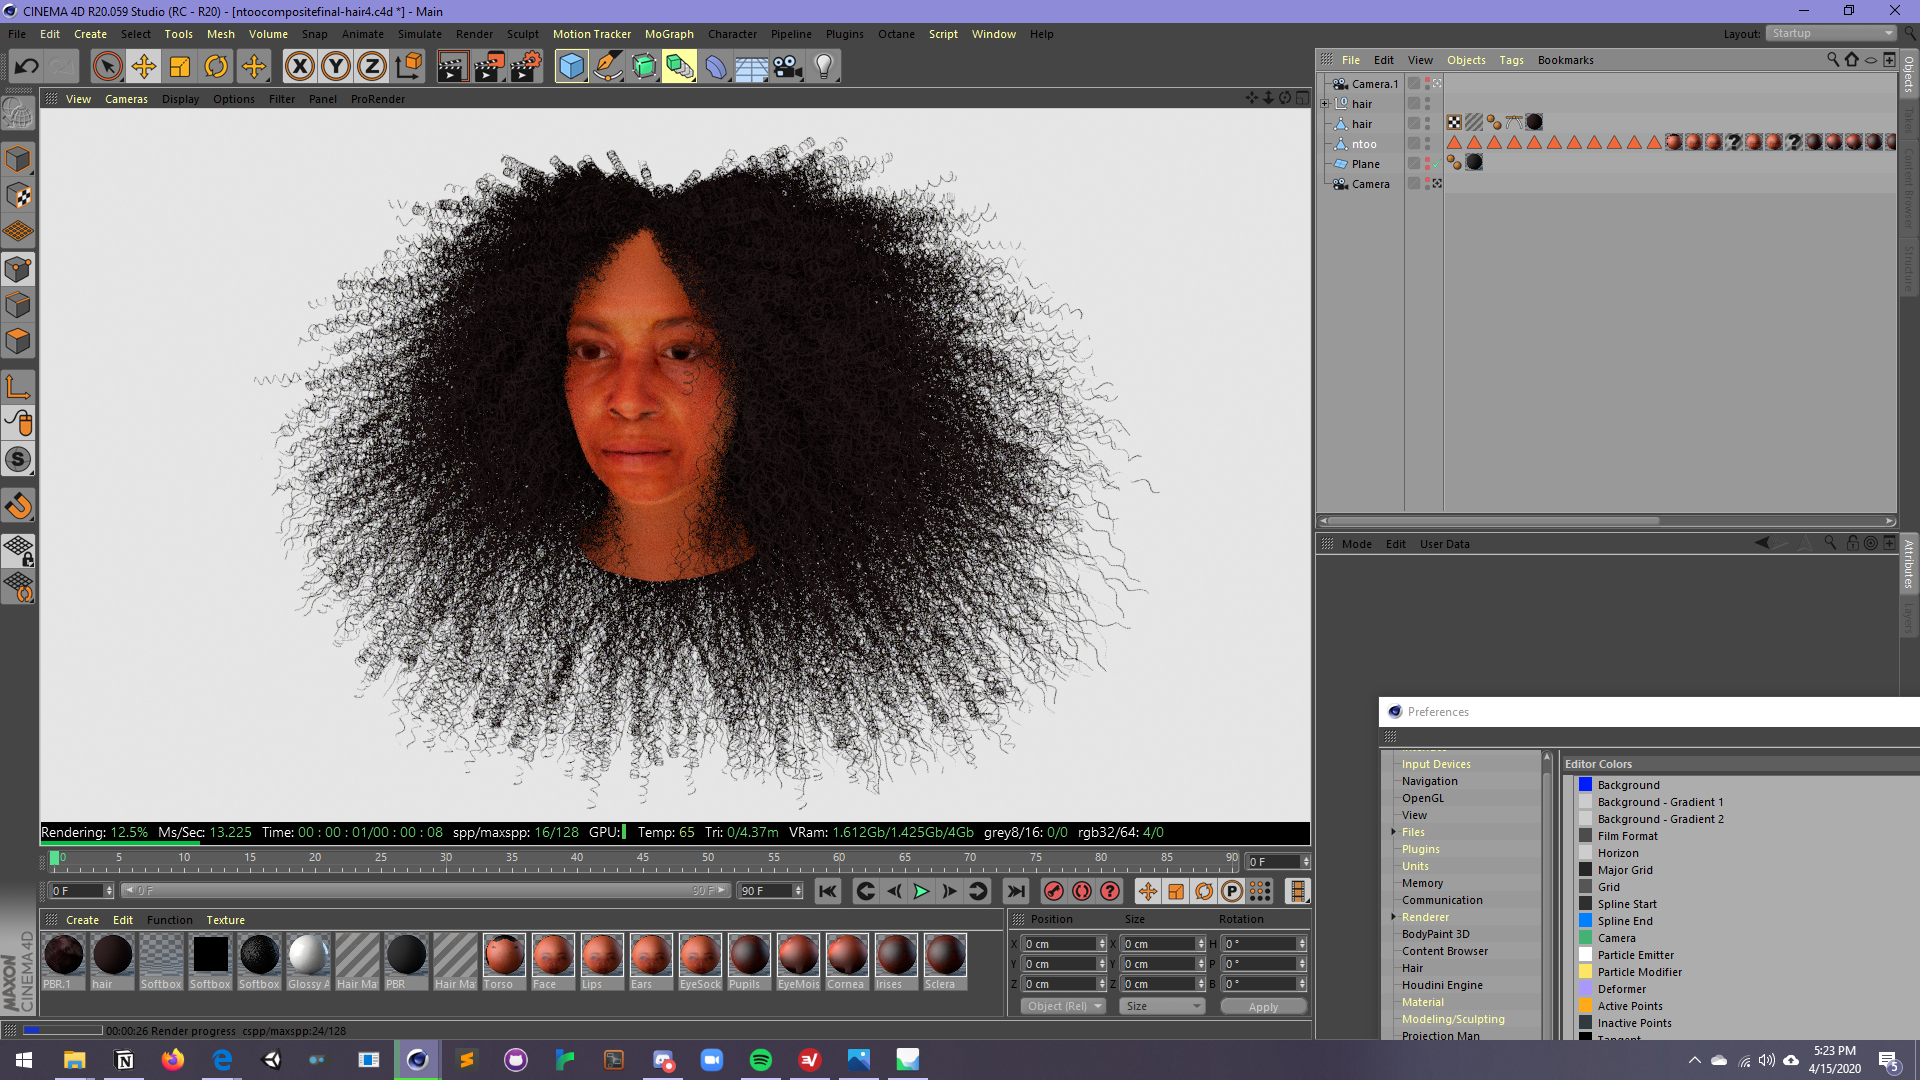 CINEMA 4D R20.059 Studio (RC - R20) - [ntoocompositefinal-hair4.c4d *] - Main
File Edit Create Select Tools Mesh Volume Snap Animate Simulate Render Sculpt Motion Tracker MoGraph Character Pipeline Plugins Octane Script Window Help
Layout: Startup
File Edit View Objects Tags Bookmarks
View Cameras Display Options Filter Panel ProRender
Camera.1
hair
hair
ntoo
Plane
Camera
Objects
Takes
Content Browser
Structure
Mode Edit User Data
Attributes
Layers
Preferences
Input Devices
Navigation
OpenGL
View
Files
Plugins
Units
Memory
Communication
Renderer
BodyPaint 3D
Content Browser
Hair
Houdini Engine
Material
Modeling/Sculpting
Projection Man
Editor Colors
Background
Background - Gradient 1
Background - Gradient 2
Film Format
Horizon
Major Grid
Grid
Spline Start
Spline End
Camera
Particle Emitter
Particle Modifier
Deformer
Active Points
Inactive Points
Tangent
Rendering: 12.5% Ms/Sec: 13.225 Time: 00 : 00 : 01/00 : 00 : 08 spp/maxspp: 16/128 GPU: Temp: 65 Tri: 0/4.37m VRam: 1.612Gb/1.425Gb/4Gb grey8/16: 0/0 rgb32/64: 4/0
0 5 10 15 20 25 30 35 40 45 50 55 60 65 70 75 80 85 90 0 F
0 F 0 F 90 F 90 F
Create Edit Function Texture
PBR.1 hair Softbox Softbox Softbox Glossy A Hair Ma PBR Hair Ma Torso Face Lips Ears EyeSock Pupils EyeMois Cornea Irises Sclera
Position Size Rotation
X 0 cm X 0 cm H 0 °
Y 0 cm Y 0 cm P 0 °
Z 0 cm Z 0 cm B 0 °
Object (Rel) Size Apply
MAXON
CINEMA 4D
00:00:26 Render progress cspp/maxspp:24/128
5:23 PM
4/15/2020
5